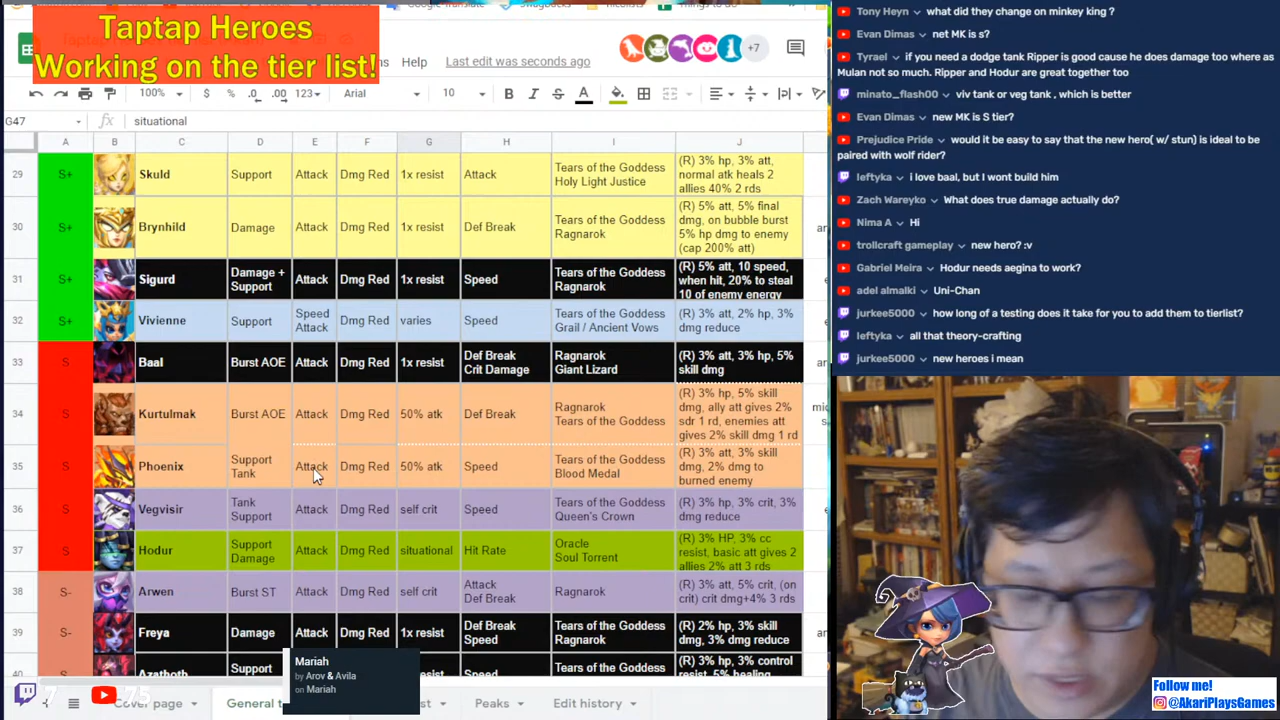 Taptap Heroes
Working on the tier list!
Help
Last edit was seconds ago
+7
100%
$
%
.0
.00
123
Arial
10
B
I
S
A
G47
fx
situational
A
B
C
D
E
F
G
H
I
J
29
S+
Skuld
Support
Attack
Dmg Red
1x resist
Attack
Tears of the Goddess
Holy Light Justice
(R) 3% hp, 3% att,
normal atk heals 2
allies 40% 2 rds
30
S+
Brynhild
Damage
Attack
Dmg Red
1x resist
Def Break
Tears of the Goddess
Ragnarok
(R) 5% att, 5% final
dmg, on bubble burst
5% hp dmg to enemy
(cap 200% att)
31
S+
Sigurd
Damage +
Support
Attack
Dmg Red
1x resist
Speed
Tears of the Goddess
Ragnarok
(R) 5% att, 10 speed,
when hit, 20% to steal
10 of enemy energy
32
S+
Vivienne
Support
Speed
Attack
Dmg Red
varies
Speed
Tears of the Goddess
Grail / Ancient Vows
(R) 3% att, 2% hp, 3%
dmg reduce
33
S
Baal
Burst AOE
Attack
Dmg Red
1x resist
Def Break
Crit Damage
Ragnarok
Giant Lizard
(R) 3% att, 3% hp, 5%
skill dmg
34
S
Kurtulmak
Burst AOE
Attack
Dmg Red
50% atk
Def Break
Ragnarok
Tears of the Goddess
(R) 3% hp, 5% skill
dmg, ally att gives 2%
sdr 1 rd, enemies att
gives 2% skill dmg 1 rd
35
S
Phoenix
Support
Tank
Attack
Dmg Red
50% atk
Speed
Tears of the Goddess
Blood Medal
(R) 3% att, 3% skill
dmg, 2% dmg to
burned enemy
36
S
Vegvisir
Tank
Support
Attack
Dmg Red
self crit
Speed
Tears of the Goddess
Queen's Crown
(R) 3% hp, 3% crit, 3%
dmg reduce
37
S
Hodur
Support
Damage
Attack
Dmg Red
situational
Hit Rate
Oracle
Soul Torrent
(R) 3% HP, 3% cc
resist, basic att gives 2
allies 2% att 3 rds
38
S-
Arwen
Burst ST
Attack
Dmg Red
self crit
Attack
Def Break
Ragnarok
(R) 3% att, 5% crit, (on
crit) crit dmg+4% 3 rds
39
S-
Freya
Damage
Attack
Dmg Red
1x resist
Def Break
Speed
Tears of the Goddess
Ragnarok
(R) 2% hp, 3% skill
dmg, 3% dmg reduce
40
Azathoth
Support
Tears of the Goddess
(R) 3% hp, 3% control
resist, 5% healing
Mariah
by Arov & Avila
on Mariah
Cover page
General t
Peaks
Edit history
Tony Heyn what did they change on minkey king ?
Evan Dimas net MK is s?
Tyrael if you need a dodge tank Ripper is good cause he does damage too where as
Mulan not so much. Ripper and Hodur are great together too
minato_flash00 viv tank or veg tank , which is better
Evan Dimas new MK is S tier?
Prejudice Pride would it be easy to say that the new hero( w/ stun) is ideal to be
paired with wolf rider?
leftyka i love baal, but I wont build him
Zach Wareyko What does true damage actually do?
Nima A Hi
trollcraft gameplay new hero? :v
Gabriel Meira Hodur needs aegina to work?
adel almalki Uni-Chan
jurkee5000 how long of a testing does it take for you to add them to tierlist?
leftyka all that theory-crafting
jurkee5000 new heroes i mean
Follow me!
@AkariPlaysGames